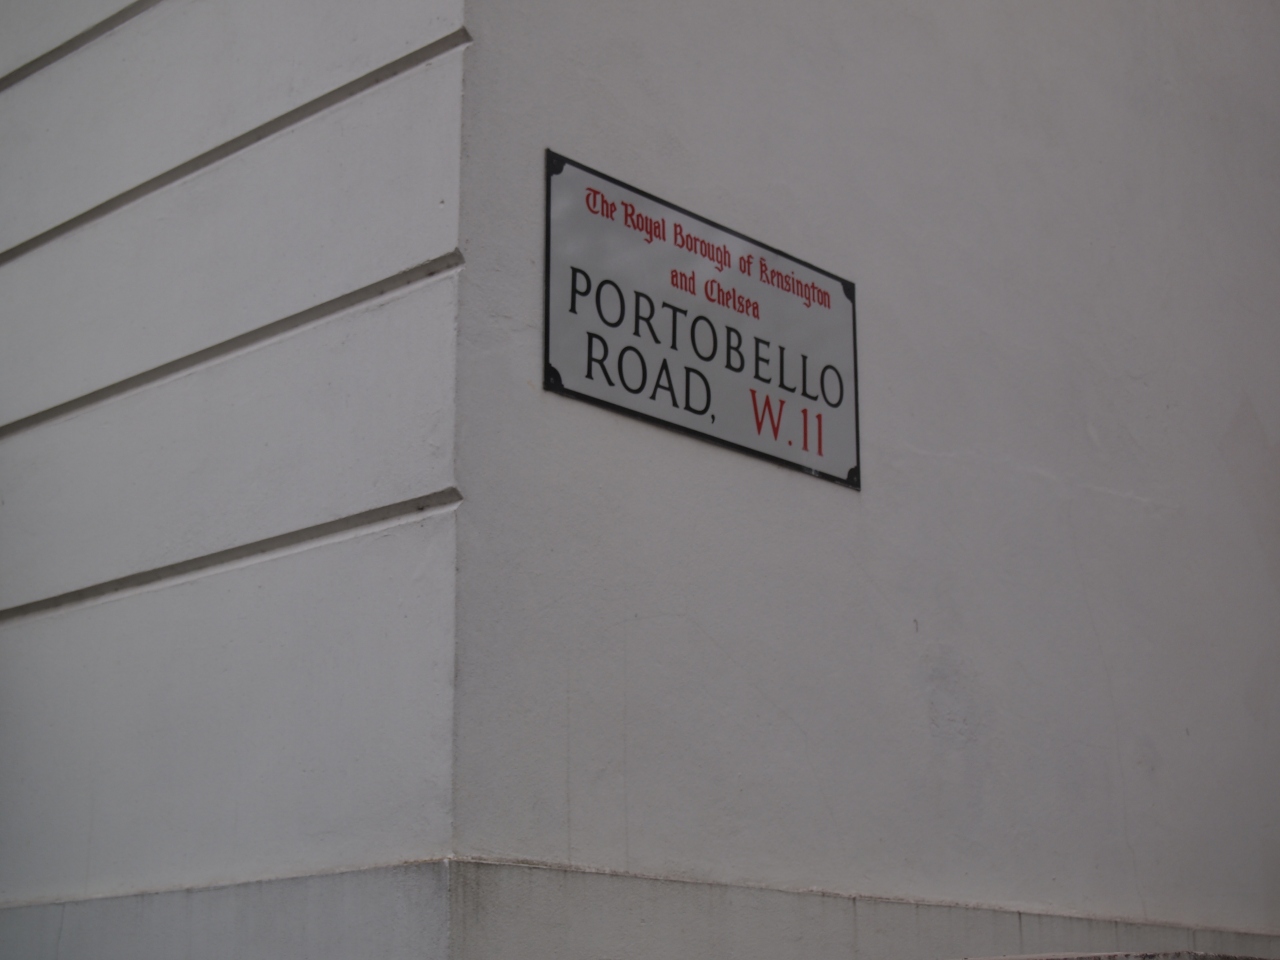 The Royal Borough of Kensington
and Chelsea
PORTOBELLO
ROAD, W.11